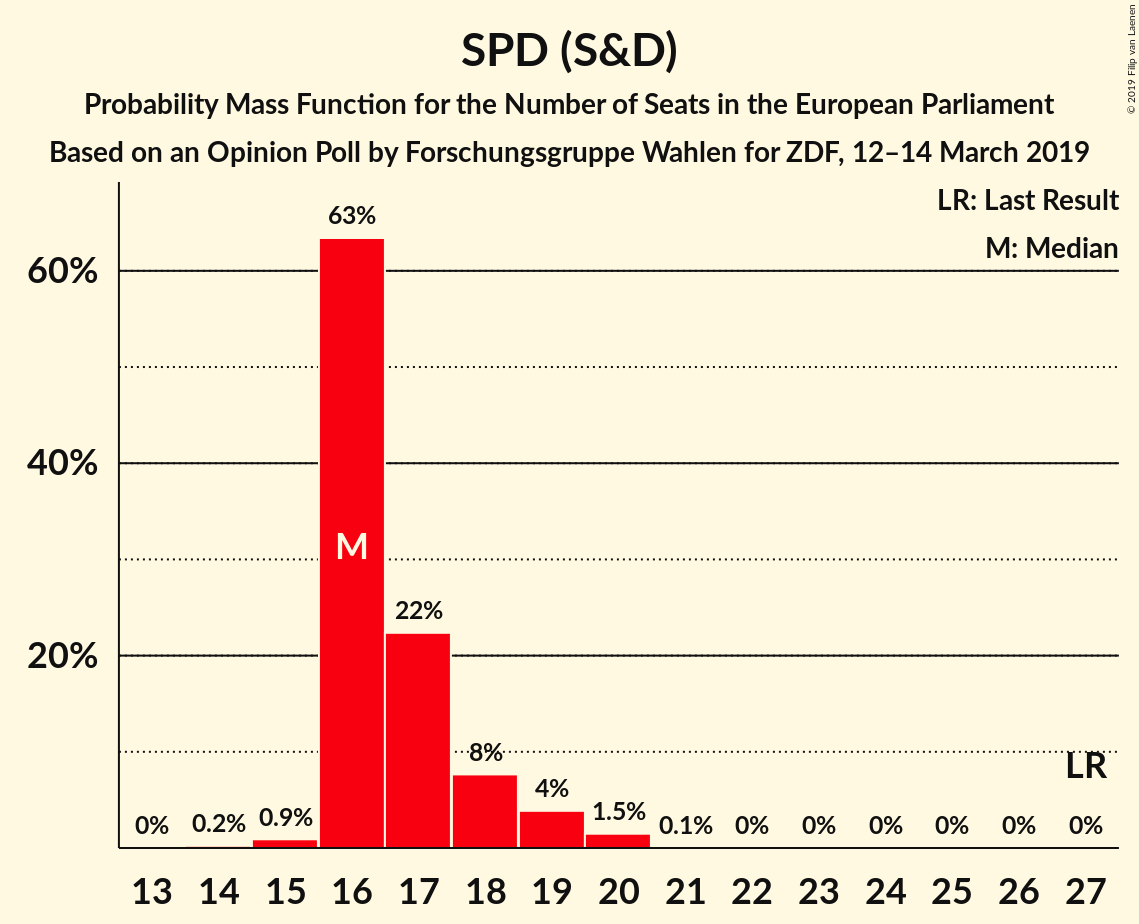 SPD (S&D)
Probability Mass Function for the Number of Seats in the European Parliament
Based on an Opinion Poll by Forschungsgruppe Wahlen for ZDF, 12–14 March 2019
© 2019 Filip van Laenen
LR: Last Result
M: Median
63%
60%
40%
M
22%
20%
8%
LR
4%
1.5%
0.9%
0.2%
0%
0.1%
0%
0%
0%
0%
0%
0%
13 14 15 16 17 18 19 20 21 22 23 24 25 26 27